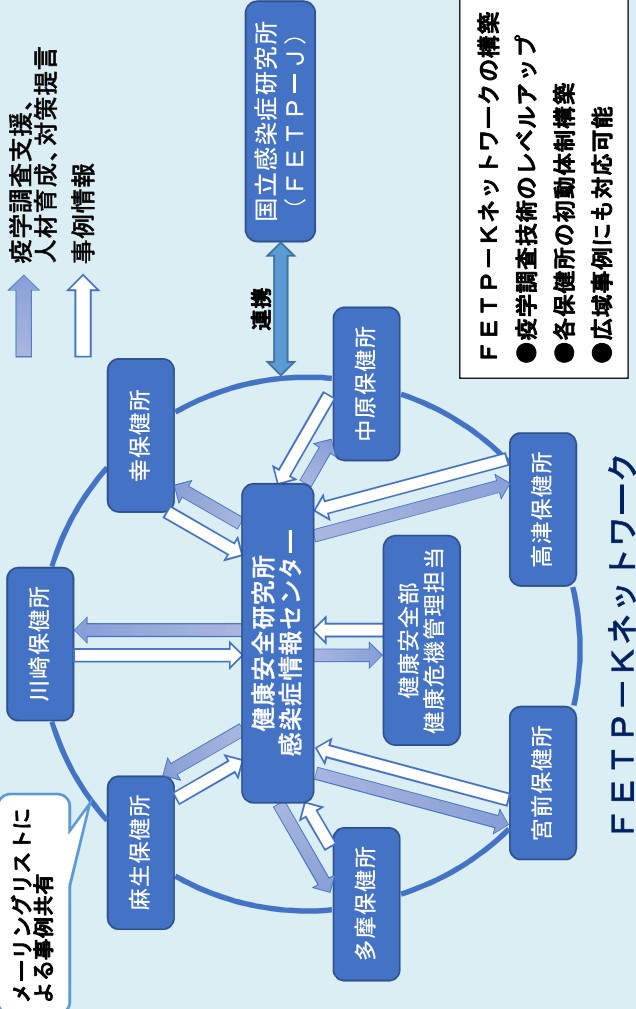 メーリングリストに
よる事例共有
川崎保健所
麻生保健所
幸保健所
多摩保健所
中原保健所
宮前保健所
高津保健所
健康安全研究所
感染症情報センター
健康安全部
健康危機管理担当
疫学調査支援、
人材育成、対策提言
事例情報
連携
国立感染症研究所
（ＦＥＴＰ－Ｊ）
ＦＥＴＰ－Ｋネットワークの構築
●疫学調査技術のレベルアップ
●各保健所の初動体制構築
●広域事例にも対応可能
ＦＥＴＰ－Ｋネットワーク